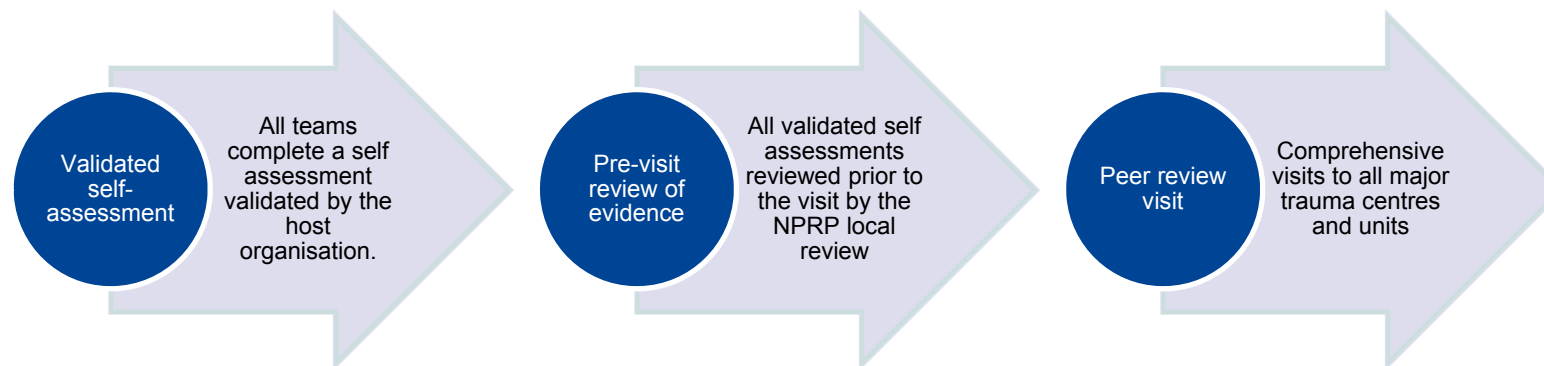 Validated
self-
assessment
All teams
complete a self
assessment
validated by the
host
organisation.
Pre-visit
review of
evidence
All validated self
assessments
reviewed prior to
the visit by the
NPRP local
review
Peer review
visit
Comprehensive
visits to all major
trauma centres
and units